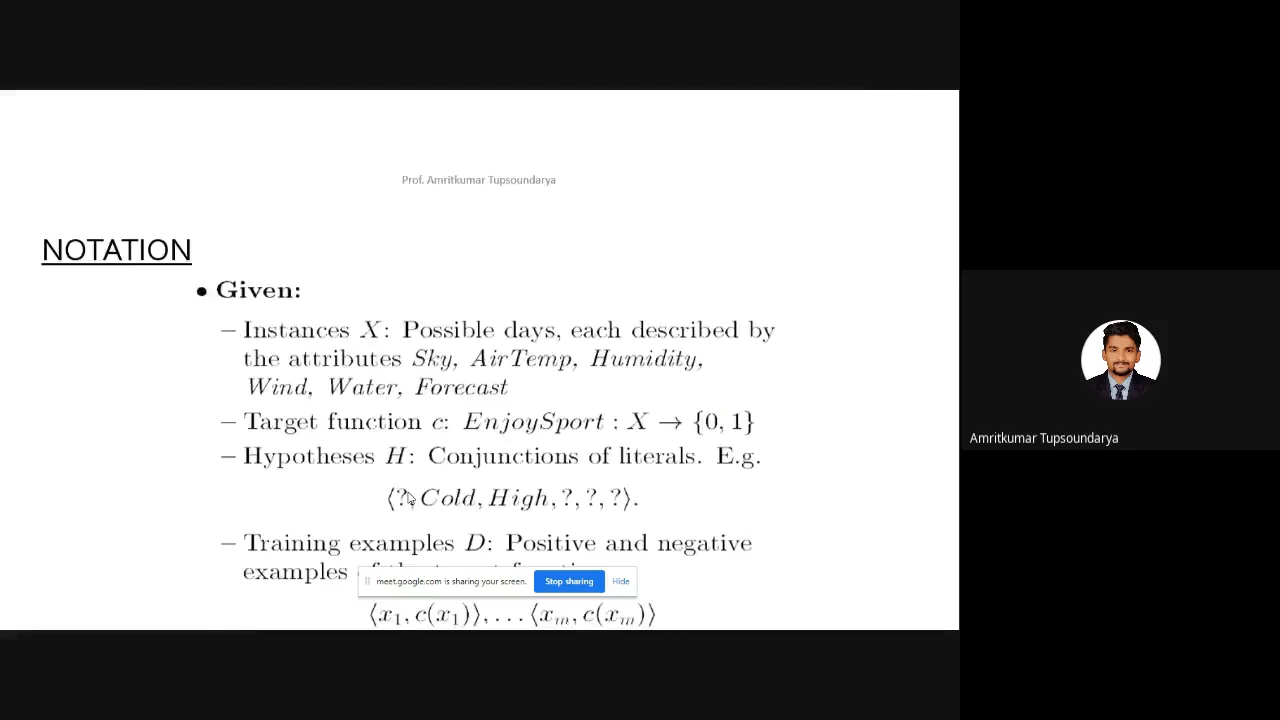 Prof. Amritkumar Tupsoundarya
NOTATION
• Given:
– Instances X: Possible days, each described by
the attributes Sky, AirTemp, Humidity,
Wind, Water, Forecast
– Target function c: EnjoySport : X → {0, 1}
– Hypotheses H: Conjunctions of literals. E.g.
⟨?, Cold, High, ?, ?, ?⟩.
– Training examples D: Positive and negative
examples
meet.google.com is sharing your screen. Stop sharing Hide
⟨x₁, c(x₁)⟩, . . . ⟨xₘ, c(xₘ)⟩
Amritkumar Tupsoundarya